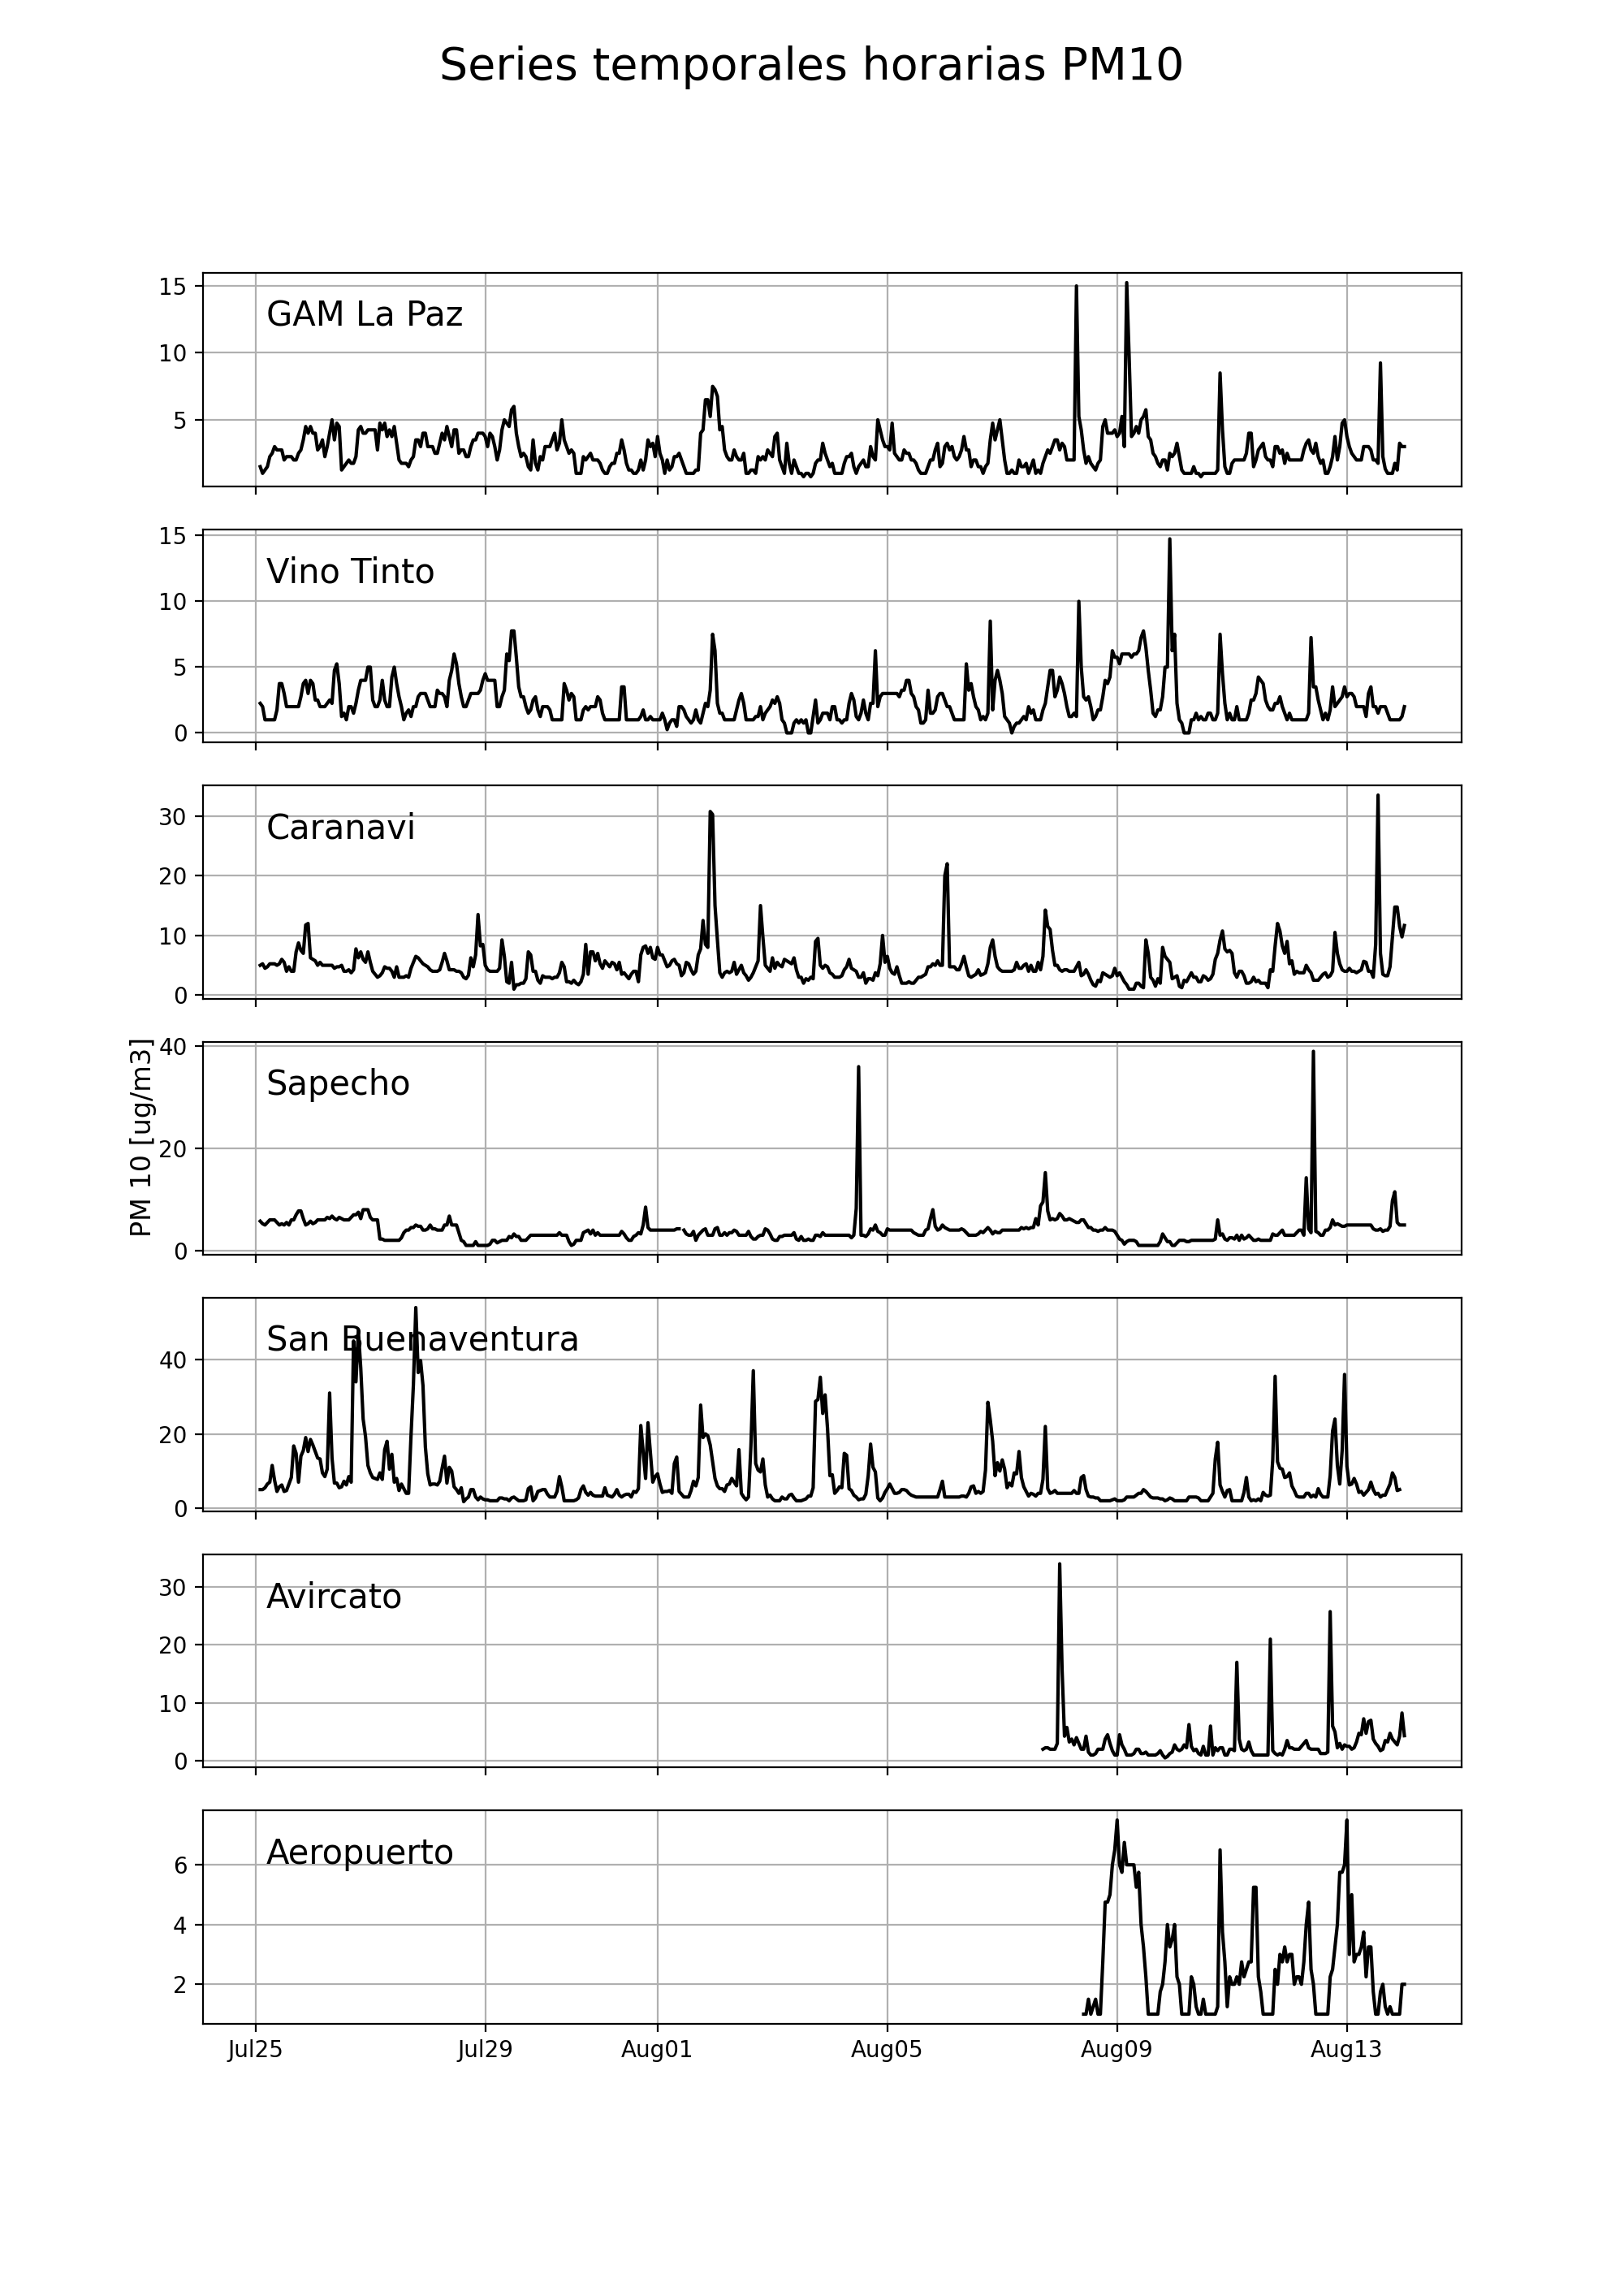 Series temporales horarias PM10
15
10
5
GAM La Paz
15
10
5
0
Vino Tinto
30
20
10
0
Caranavi
PM 10 [ug/m3]
40
20
0
Sapecho
40
20
0
San Buenaventura
30
20
10
0
Avircato
6
4
2
Aeropuerto
Jul25 Jul29 Aug01 Aug05 Aug09 Aug13